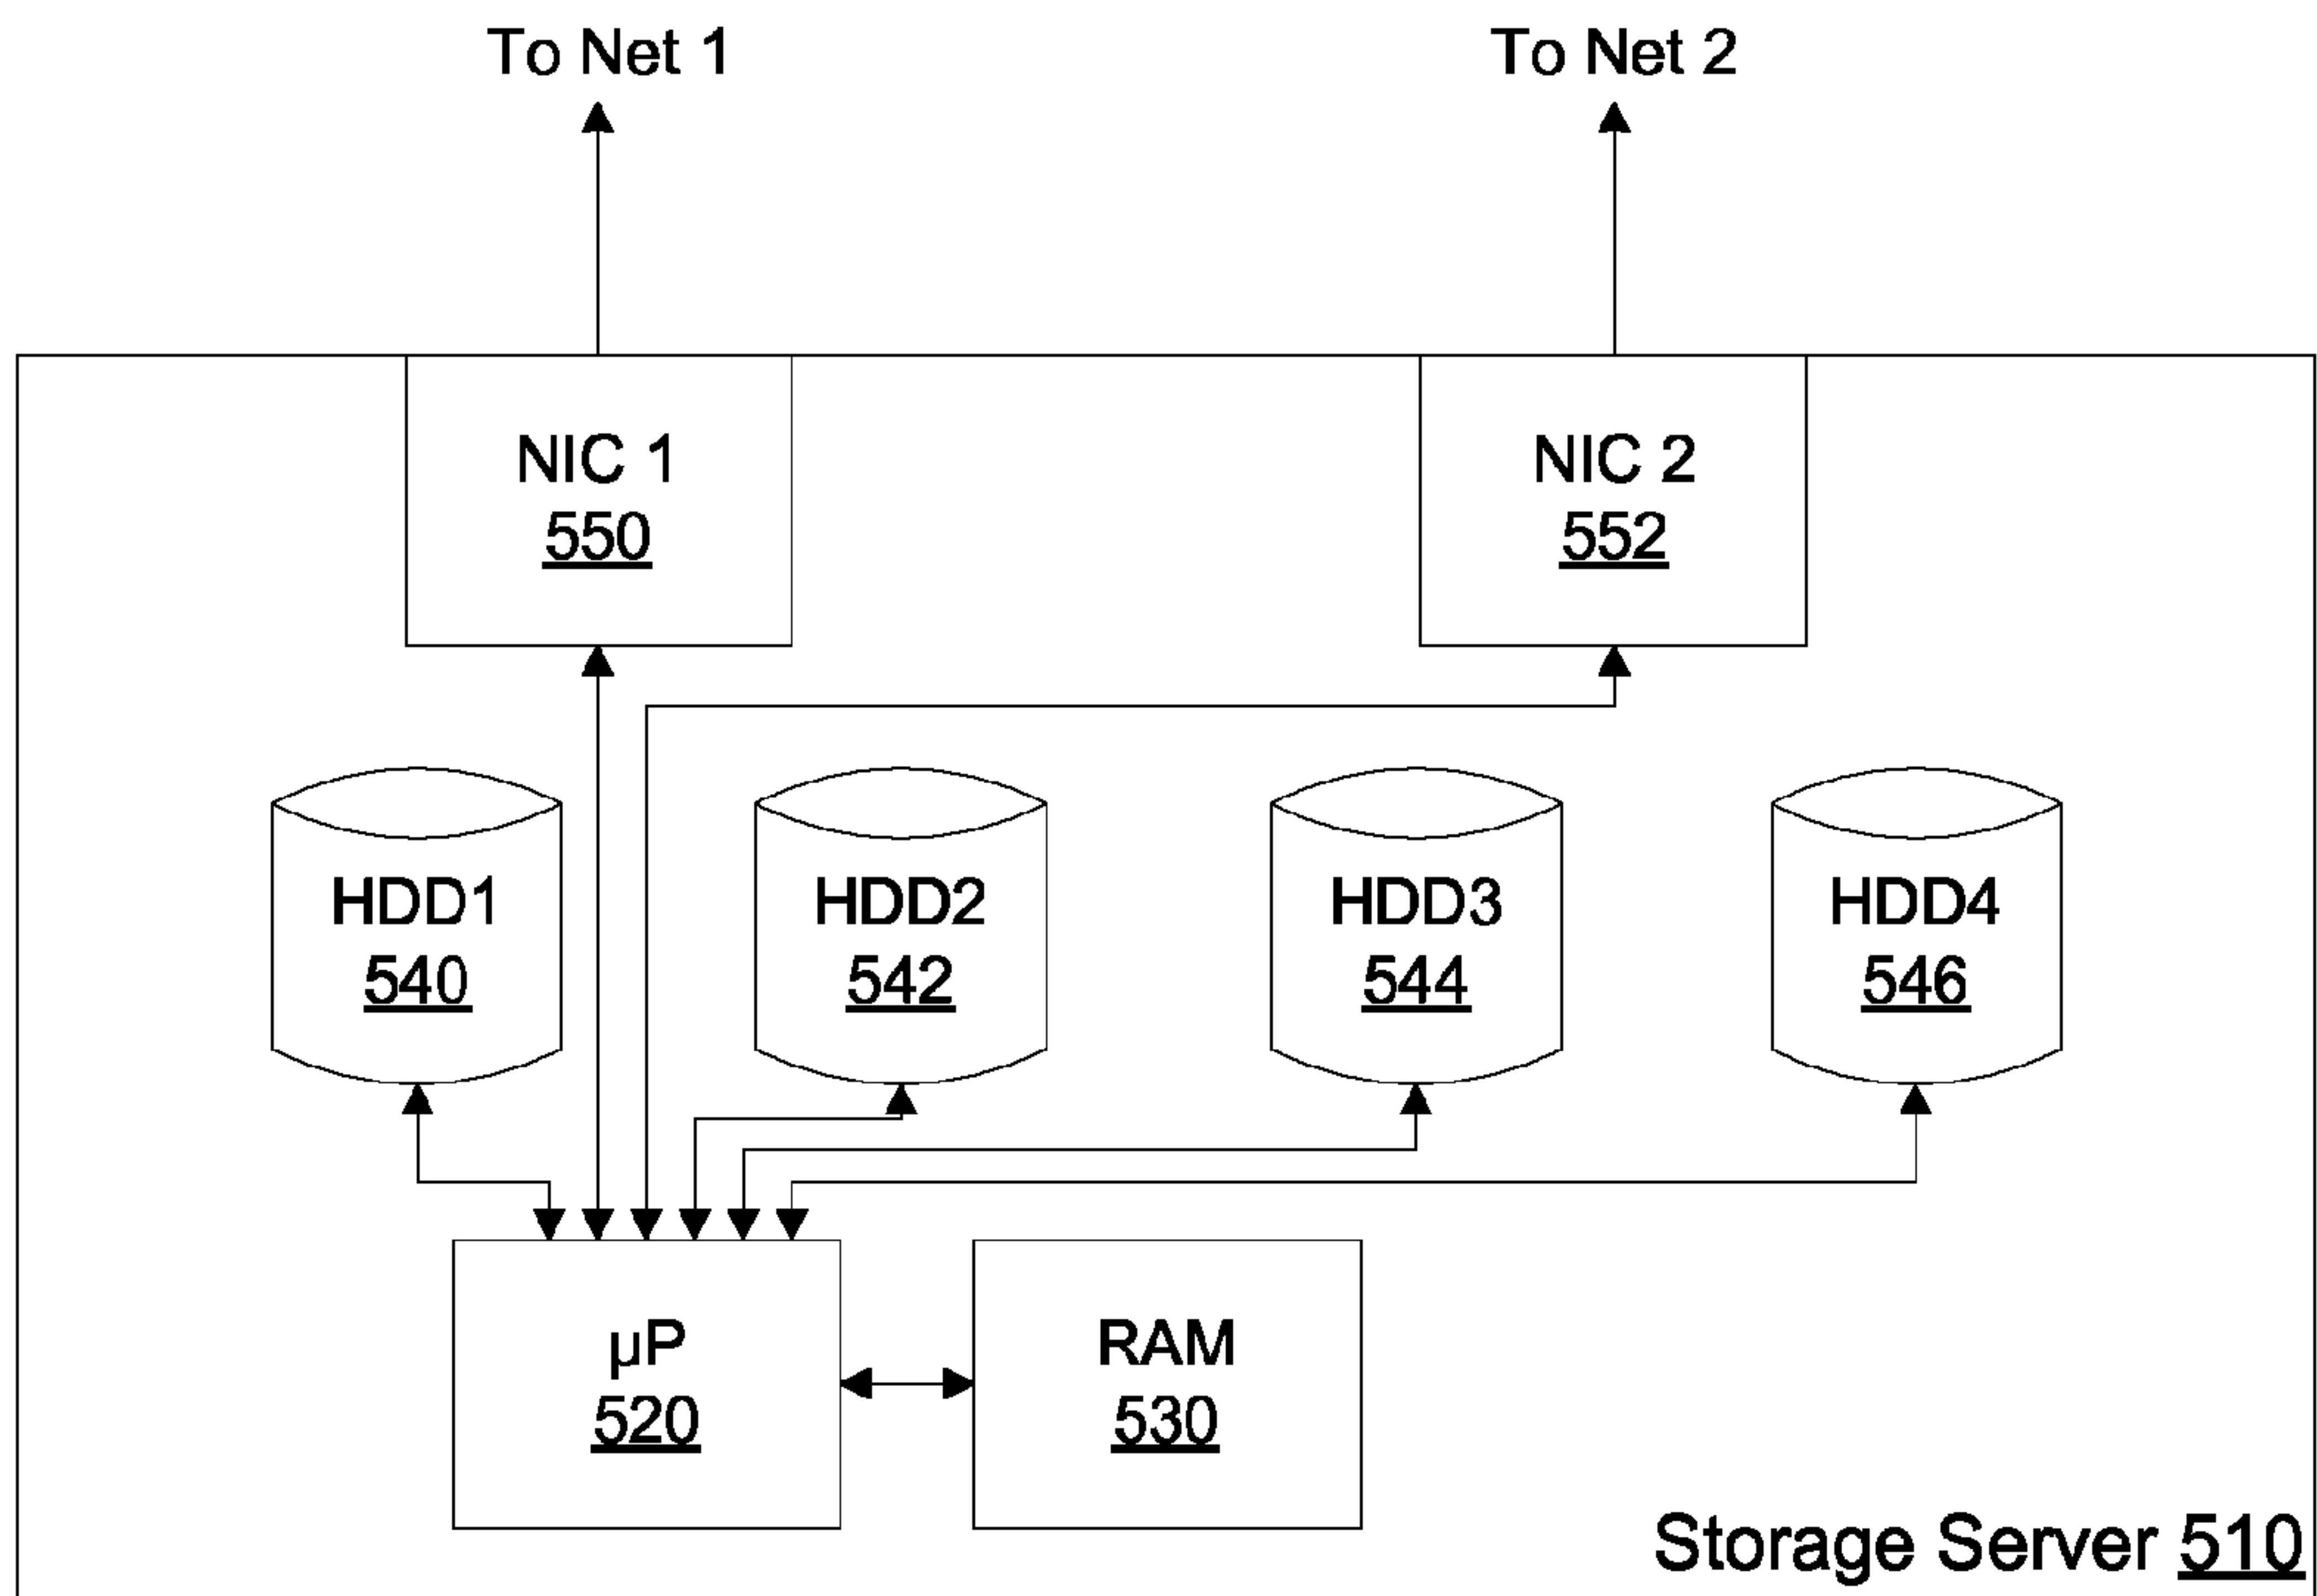 To Net 1
To Net 2
NIC 1
550
NIC 2
552
HDD1
540
HDD2
542
HDD3
544
HDD4
546
µP
520
RAM
530
Storage Server 510